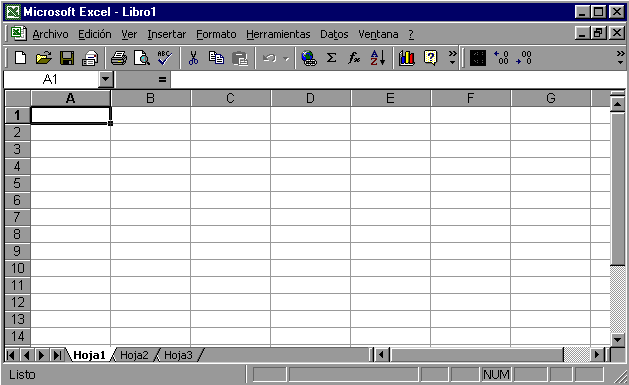 Microsoft Excel - Libro1
Archivo Edición Ver Insertar Formato Herramientas Datos Ventana ?
A1 =
A B C D E F G
1
2
3
4
5
6
7
8
9
10
11
12
13
14
Hoja1 Hoja2 Hoja3
Listo NUM